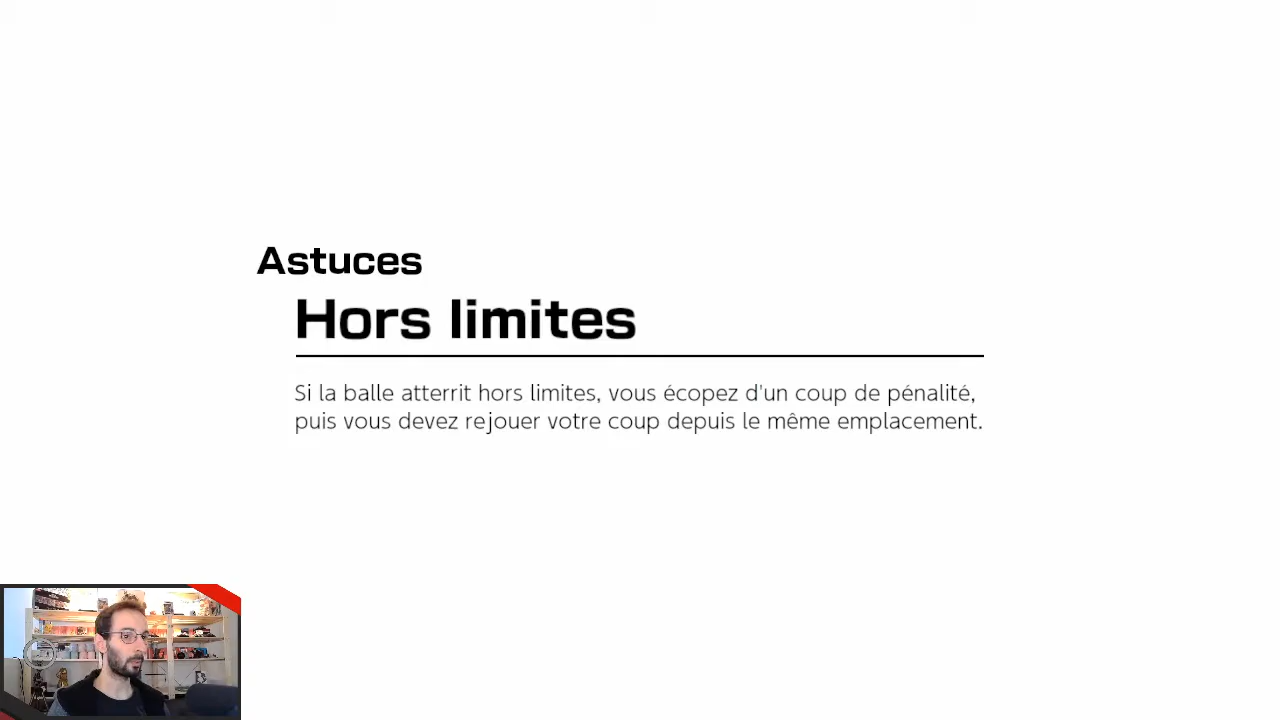 Astuces
Hors limites
Si la balle atterrit hors limites, vous écopez d'un coup de pénalité,
puis vous devez rejouer votre coup depuis le même emplacement.